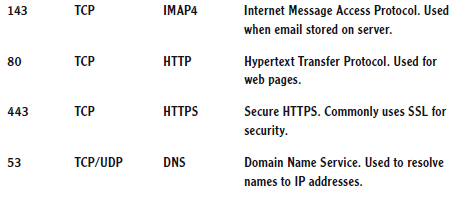 143 TCP IMAP4 Internet Message Access Protocol. Used
when email stored on server.
80 TCP HTTP Hypertext Transfer Protocol. Used for
web pages.
443 TCP HTTPS Secure HTTPS. Commonly uses SSL for
security.
53 TCP/UDP DNS Domain Name Service. Used to resolve
names to IP addresses.